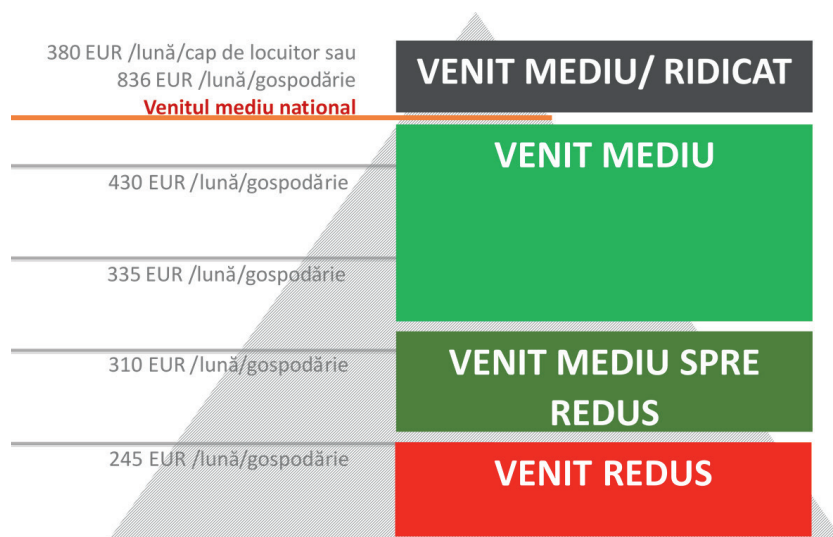 380 EUR /lună/cap de locuitor sau
836 EUR /lună/gospodărie
Venitul mediu national
VENIT MEDIU/ RIDICAT
VENIT MEDIU
430 EUR /lună/gospodărie
335 EUR /lună/gospodărie
310 EUR /lună/gospodărie
VENIT MEDIU SPRE
REDUS
245 EUR /lună/gospodărie
VENIT REDUS